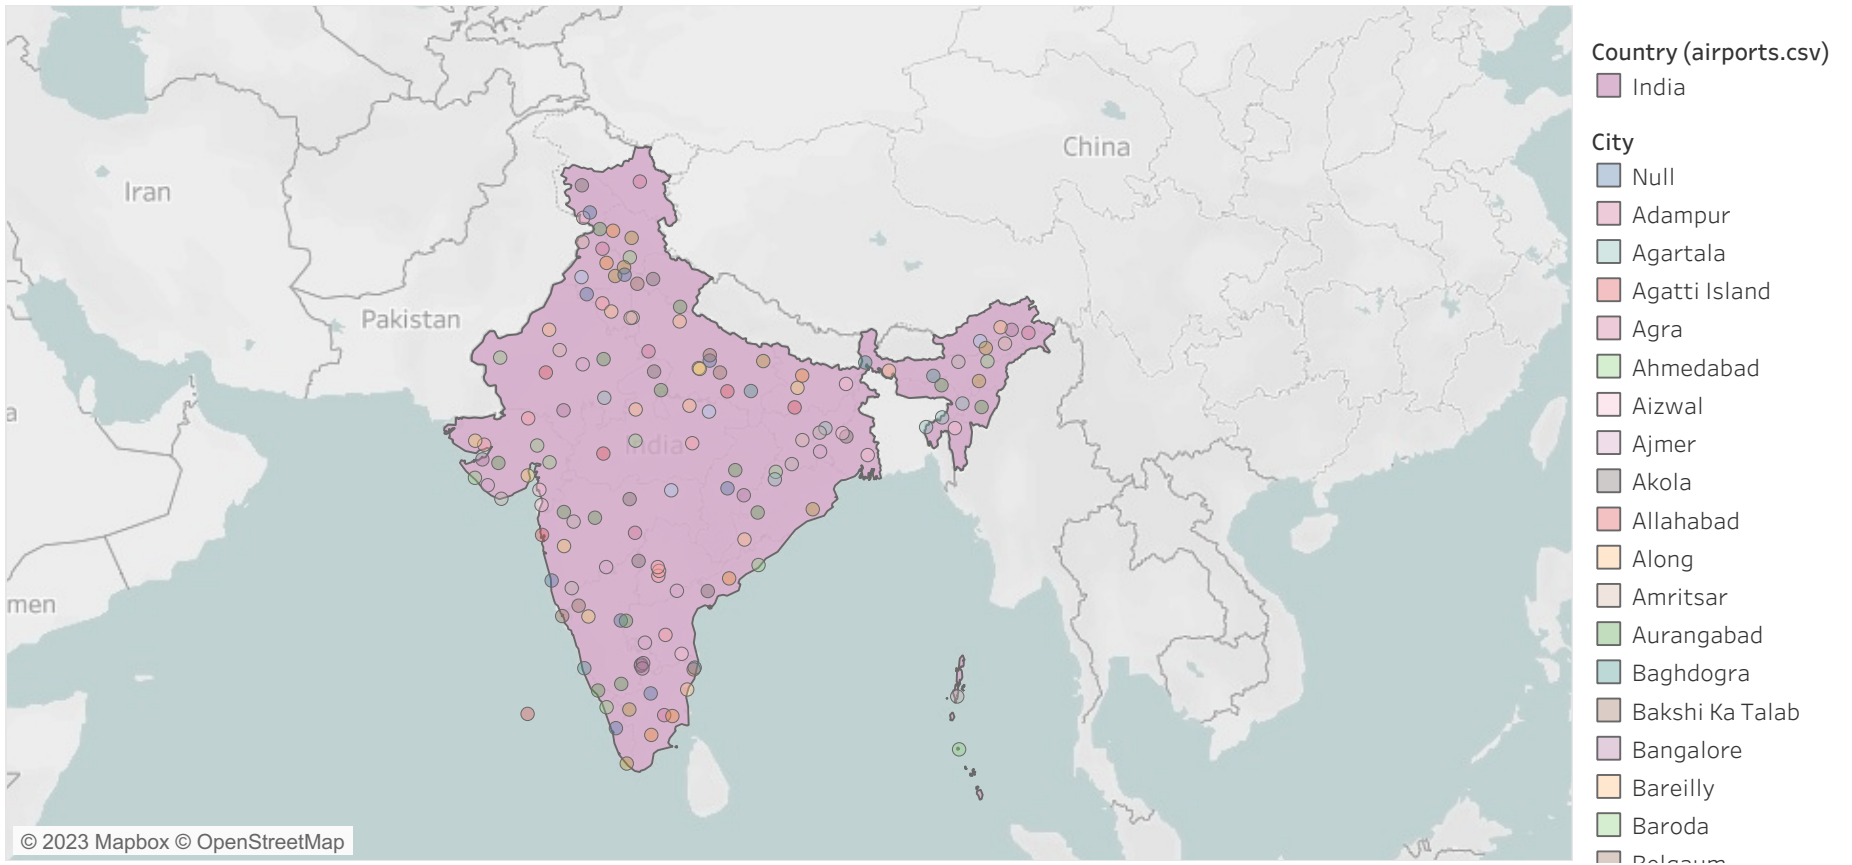 Iran
China
Pakistan
India
a
men
© 2023 Mapbox © OpenStreetMap
Country (airports.csv)
India
City
Null
Adampur
Agartala
Agatti Island
Agra
Ahmedabad
Aizwal
Ajmer
Akola
Allahabad
Along
Amritsar
Aurangabad
Baghdogra
Bakshi Ka Talab
Bangalore
Bareilly
Baroda
Belgaum